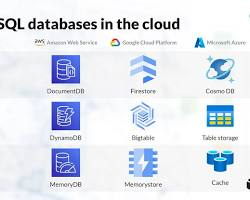 SQL databases in the cloud
aws Amazon Web Service
Google Cloud Platform
Microsoft Azure
DocumentDB
Firestore
Cosmo DB
DynamoDB
Bigtable
Table storage
MemoryDB
Memorystore
Cache